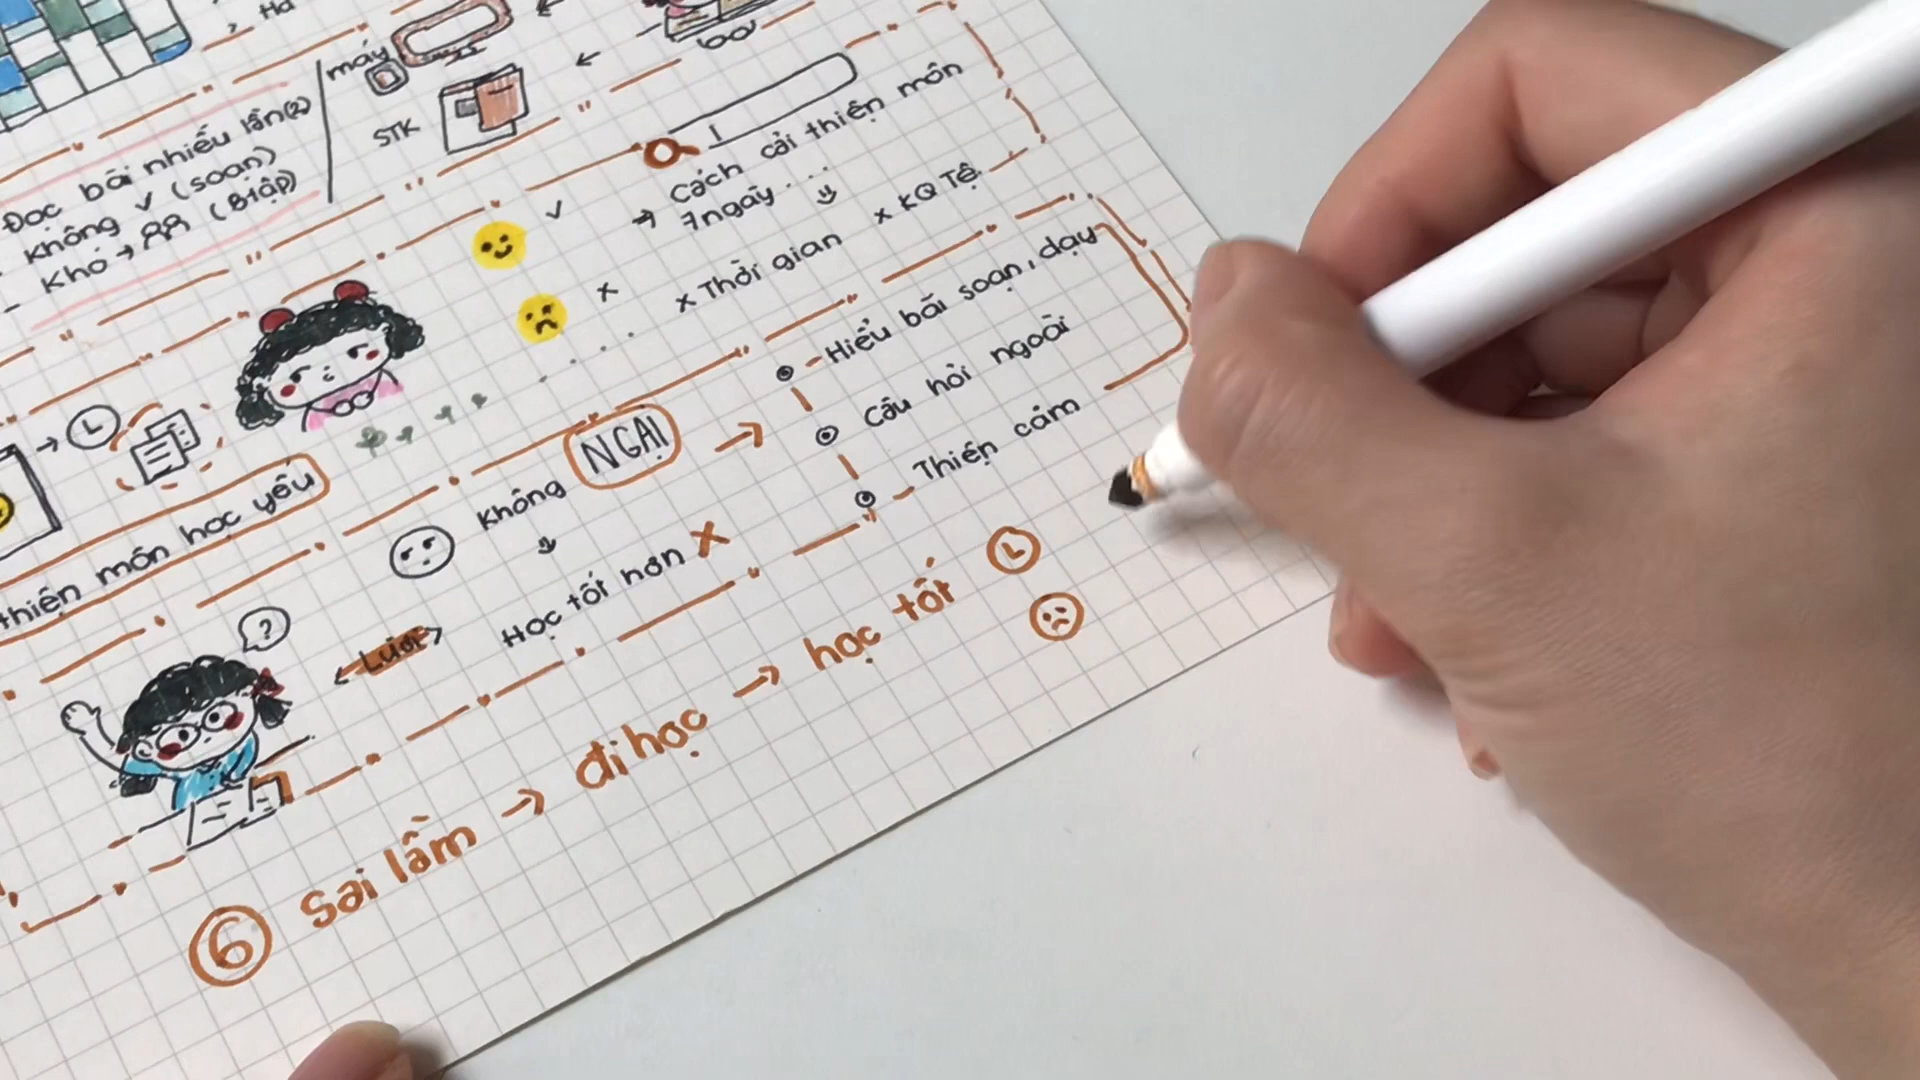 Hà
máy
STK
bơ
Đọc bài nhiều lần(2)
Không ✓ (soạn)
- Khó → (Btập)
Cách cải thiện môn
7 ngày ....
x Thời gian x KQ Tệ.
- Hiểu bài soạn, dạy
Câu hỏi ngoài
- Thiện cảm
Không NGẠI
Học tốt hơn X
thiện môn học yếu
?
Lười
⑥ Sai lầm → đi học → học tốt